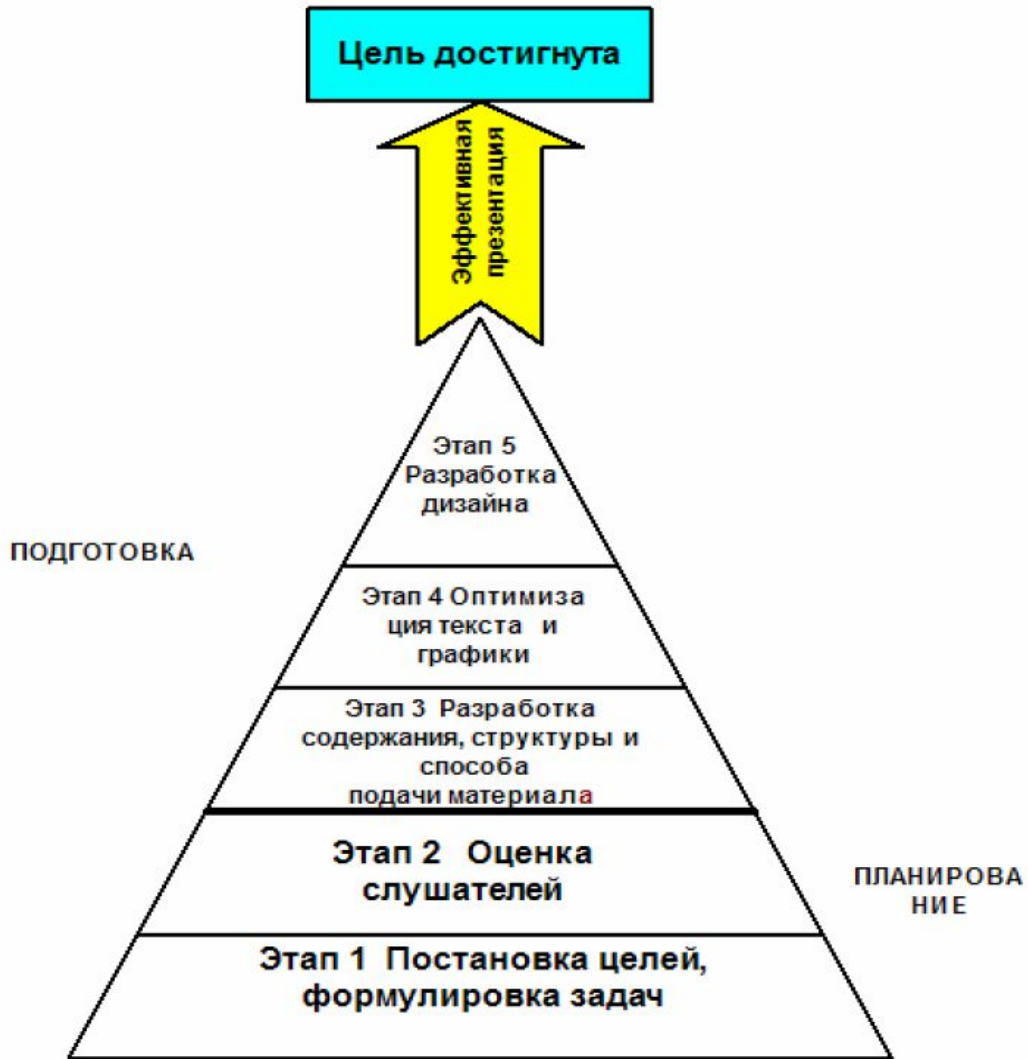 Цель достигнута
Эффективная
презентация
Этап 5
Разработка
дизайна
ПОДГОТОВКА
Этап 4 Оптимиза
ция текста и
графики
Этап 3 Разработка
содержания, структуры и
способа
подачи материала
Этап 2 Оценка
слушателей
ПЛАНИРОВА
НИЕ
Этап 1 Постановка целей,
формулировка задач